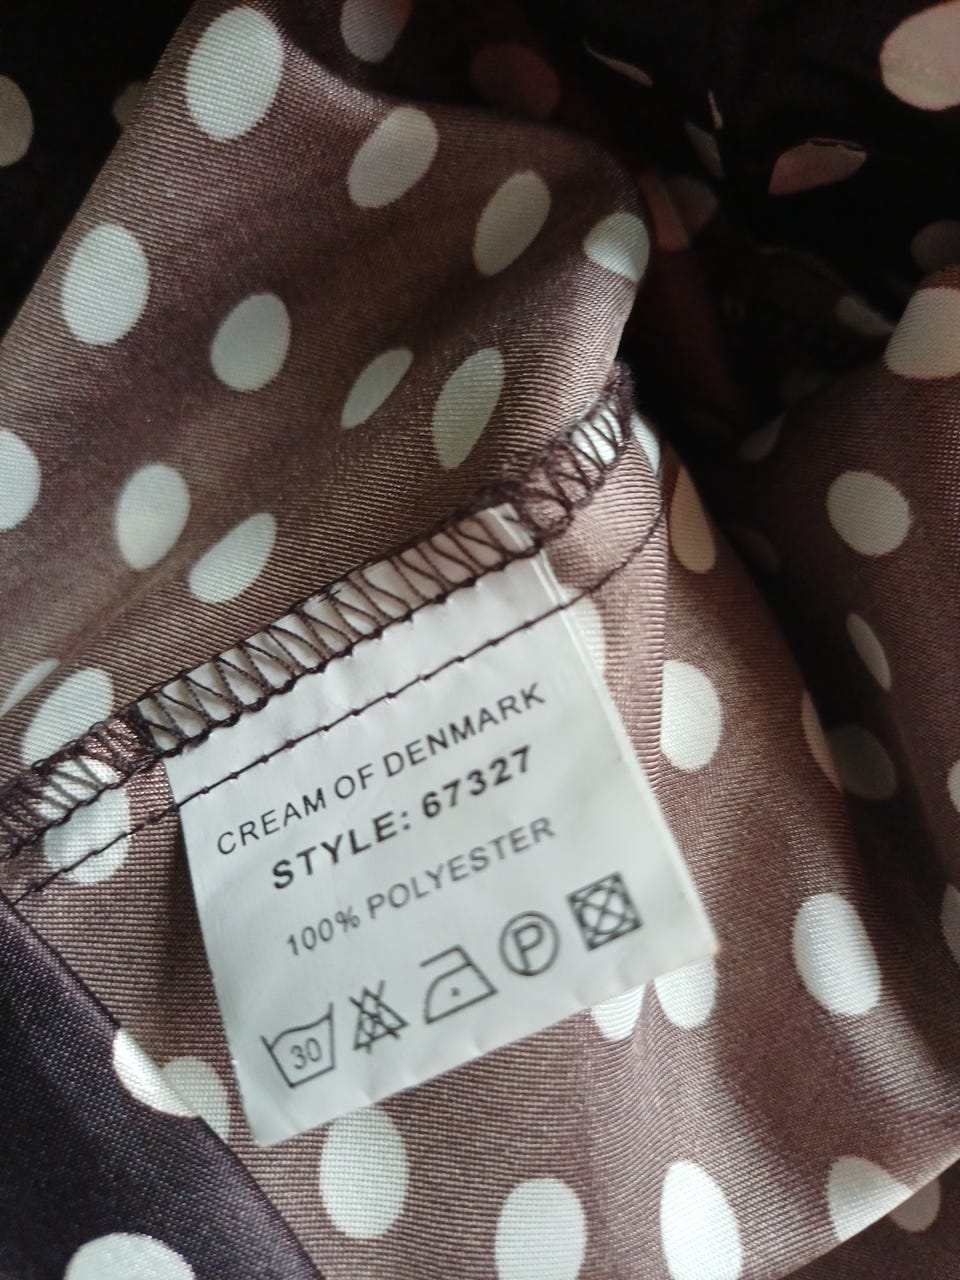 CREAM OF DENMARK
STYLE: 67327
100% POLYESTER
30 P